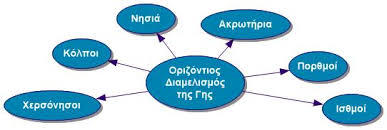 Νησιά
Ακρωτήρια
Κόλποι
Οριζόντιος
Διαμελισμός
της Γης
Πορθμοί
Χερσόνησοι
Ισθμοί